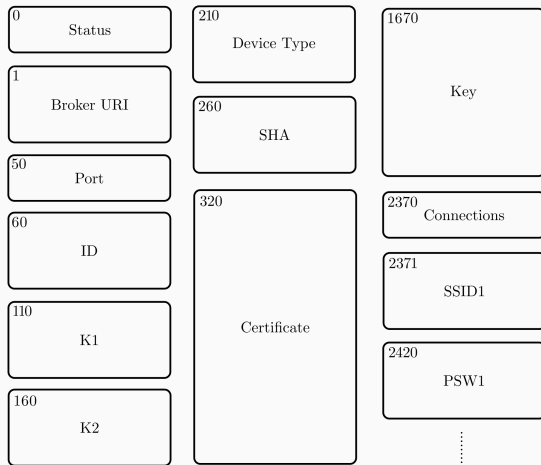 0
Status
1
Broker URI
50
Port
60
ID
110
K1
160
K2
210
Device Type
260
SHA
320
Certificate
1670
Key
2370
Connections
2371
SSID1
2420
PSW1